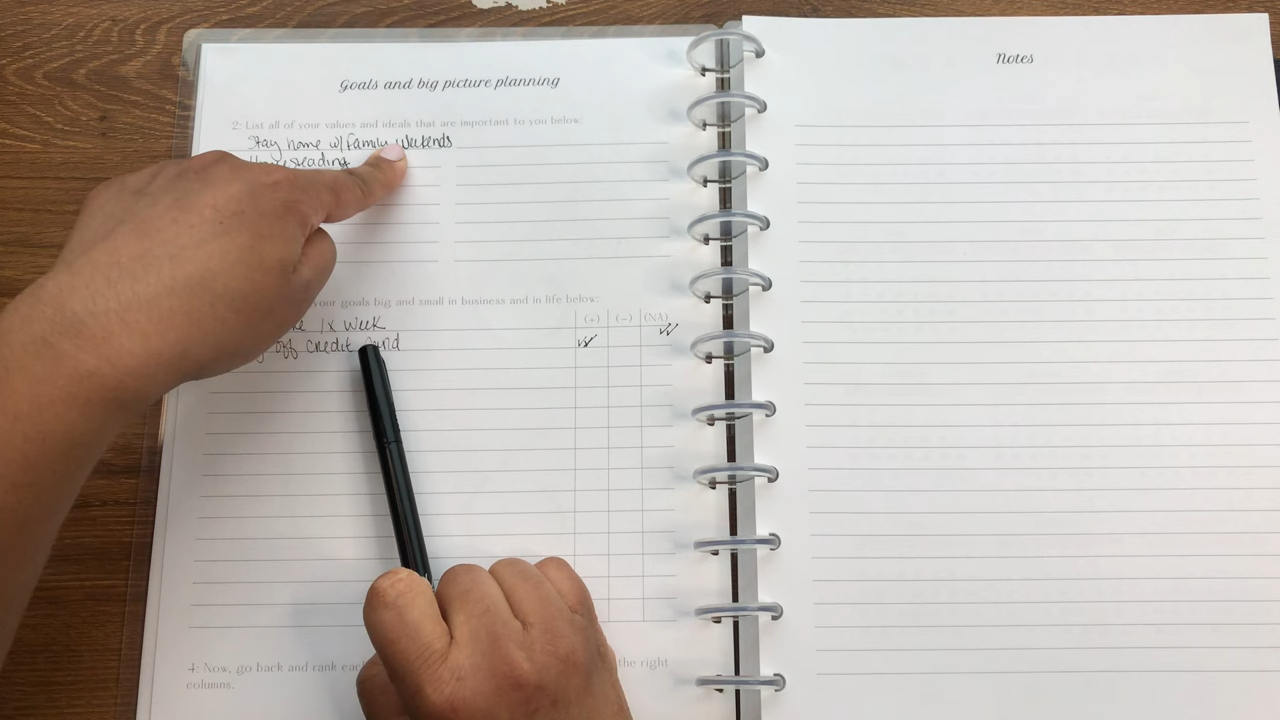 Goals and big picture planning
2: List all of your values and ideals that are important to you below:
Stay home w/ family weekends
your goals big and small in business and in life below:
(+) (-) (NA)
1x week
off credit
4: Now, go back and rank the right
columns.
Notes